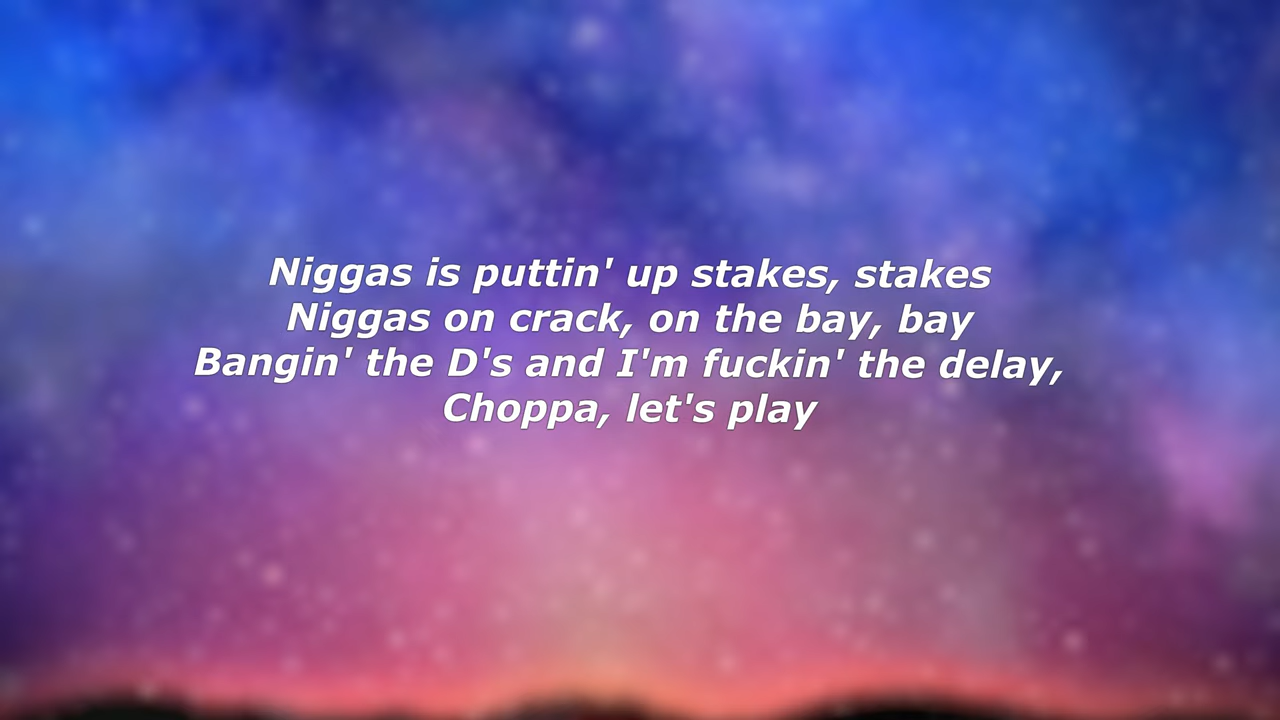 Niggas is puttin' up stakes, stakes
Niggas on crack, on the bay, bay
Bangin' the D's and I'm fuckin' the delay,
Choppa, let's play